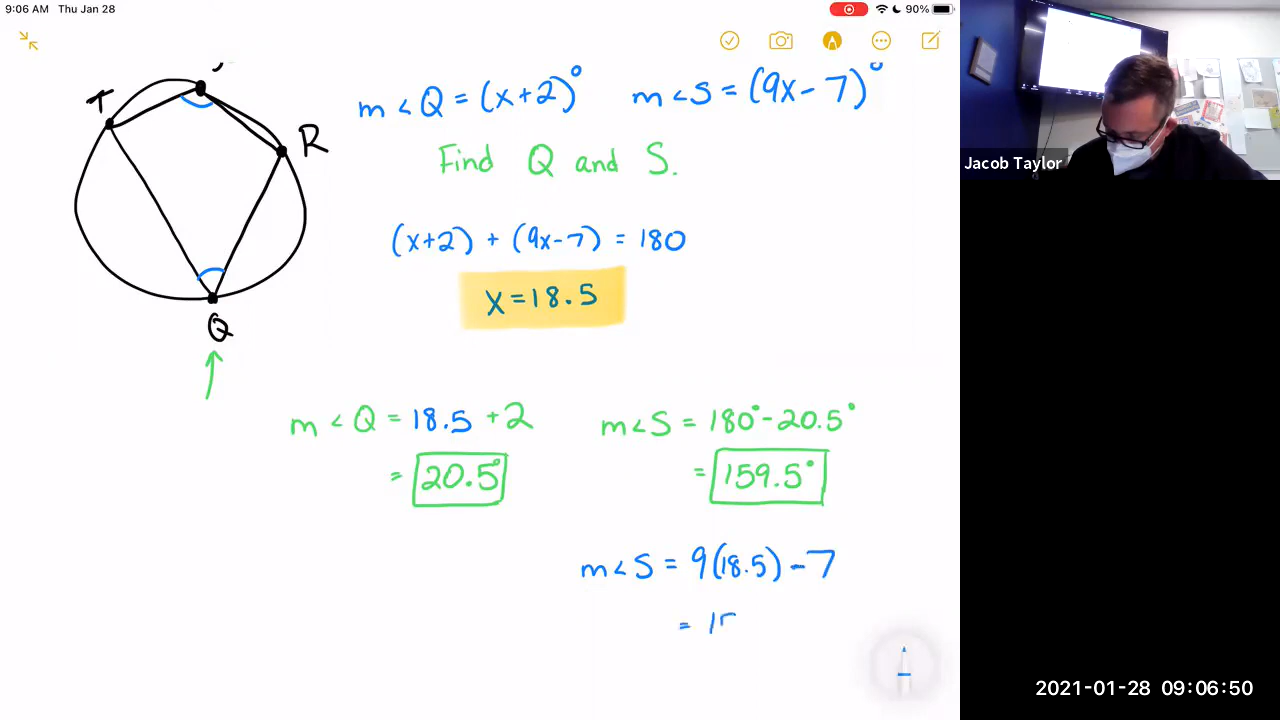 9:06 AM Thu Jan 28
90%
m<Q = (x+2)° m<S = (9x-7)°
T
R
Find Q and S.
(x+2) + (9x-7) = 180
x=18.5
Q
m<Q = 18.5 +2
= 20.5°
m<S = 180°-20.5°
= 159.5°
m<S = 9(18.5) -7
= 15
Jacob Taylor
2021-01-28 09:06:50